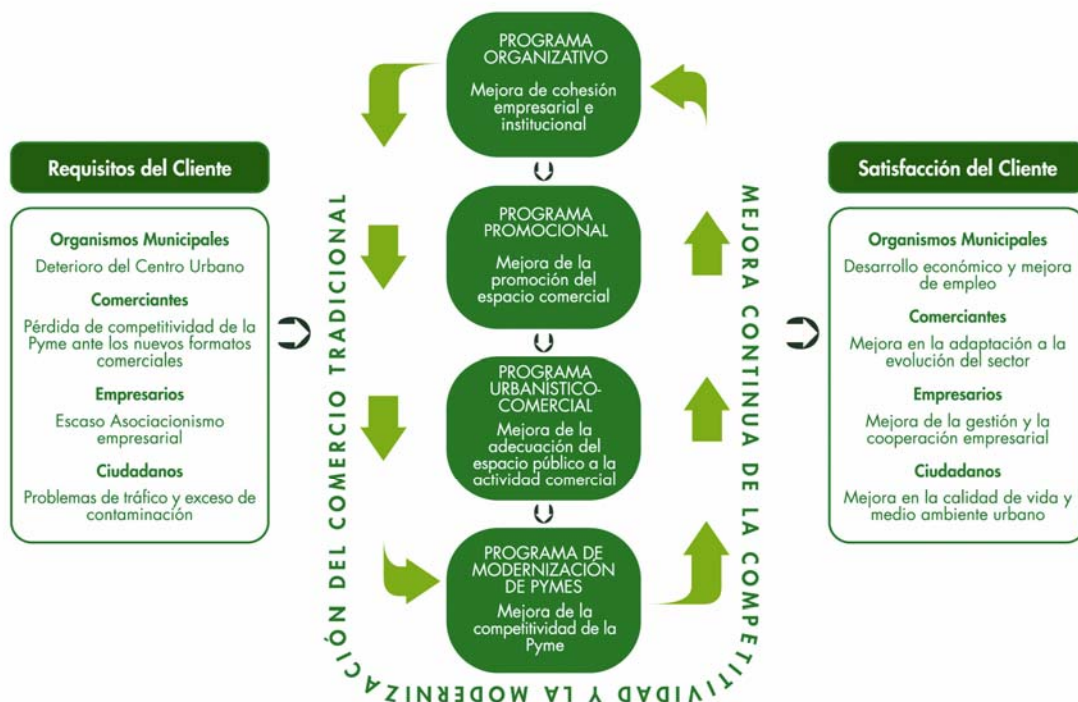 PROGRAMA
ORGANIZATIVO
Mejora de cohesión
empresarial e
institucional
Requisitos del Cliente
Organismos Municipales
Deterioro del Centro Urbano
Comerciantes
Pérdida de competitividad de la
Pyme ante los nuevos formatos
comerciales
Empresarios
Escaso Asociacionismo
empresarial
Ciudadanos
Problemas de tráfico y exceso de
contaminación
PROGRAMA
PROMOCIONAL
Mejora de la
promoción del
espacio comercial
PROGRAMA
URBANÍSTICO-
COMERCIAL
Mejora de la
adecuación del
espacio público a la
actividad comercial
PROGRAMA DE
MODERNIZACIÓN
DE PYMES
Mejora de la
competitividad de la
Pyme
MEJORA CONTINUA DE LA COMPETITIVIDAD Y LA MODERNIZACIÓN DEL COMERCIO TRADICIONAL
Satisfacción del Cliente
Organismos Municipales
Desarrollo económico y mejora
de empleo
Comerciantes
Mejora en la adaptación a la
evolución del sector
Empresarios
Mejora de la gestión y la
cooperación empresarial
Ciudadanos
Mejora en la calidad de vida y
medio ambiente urbano